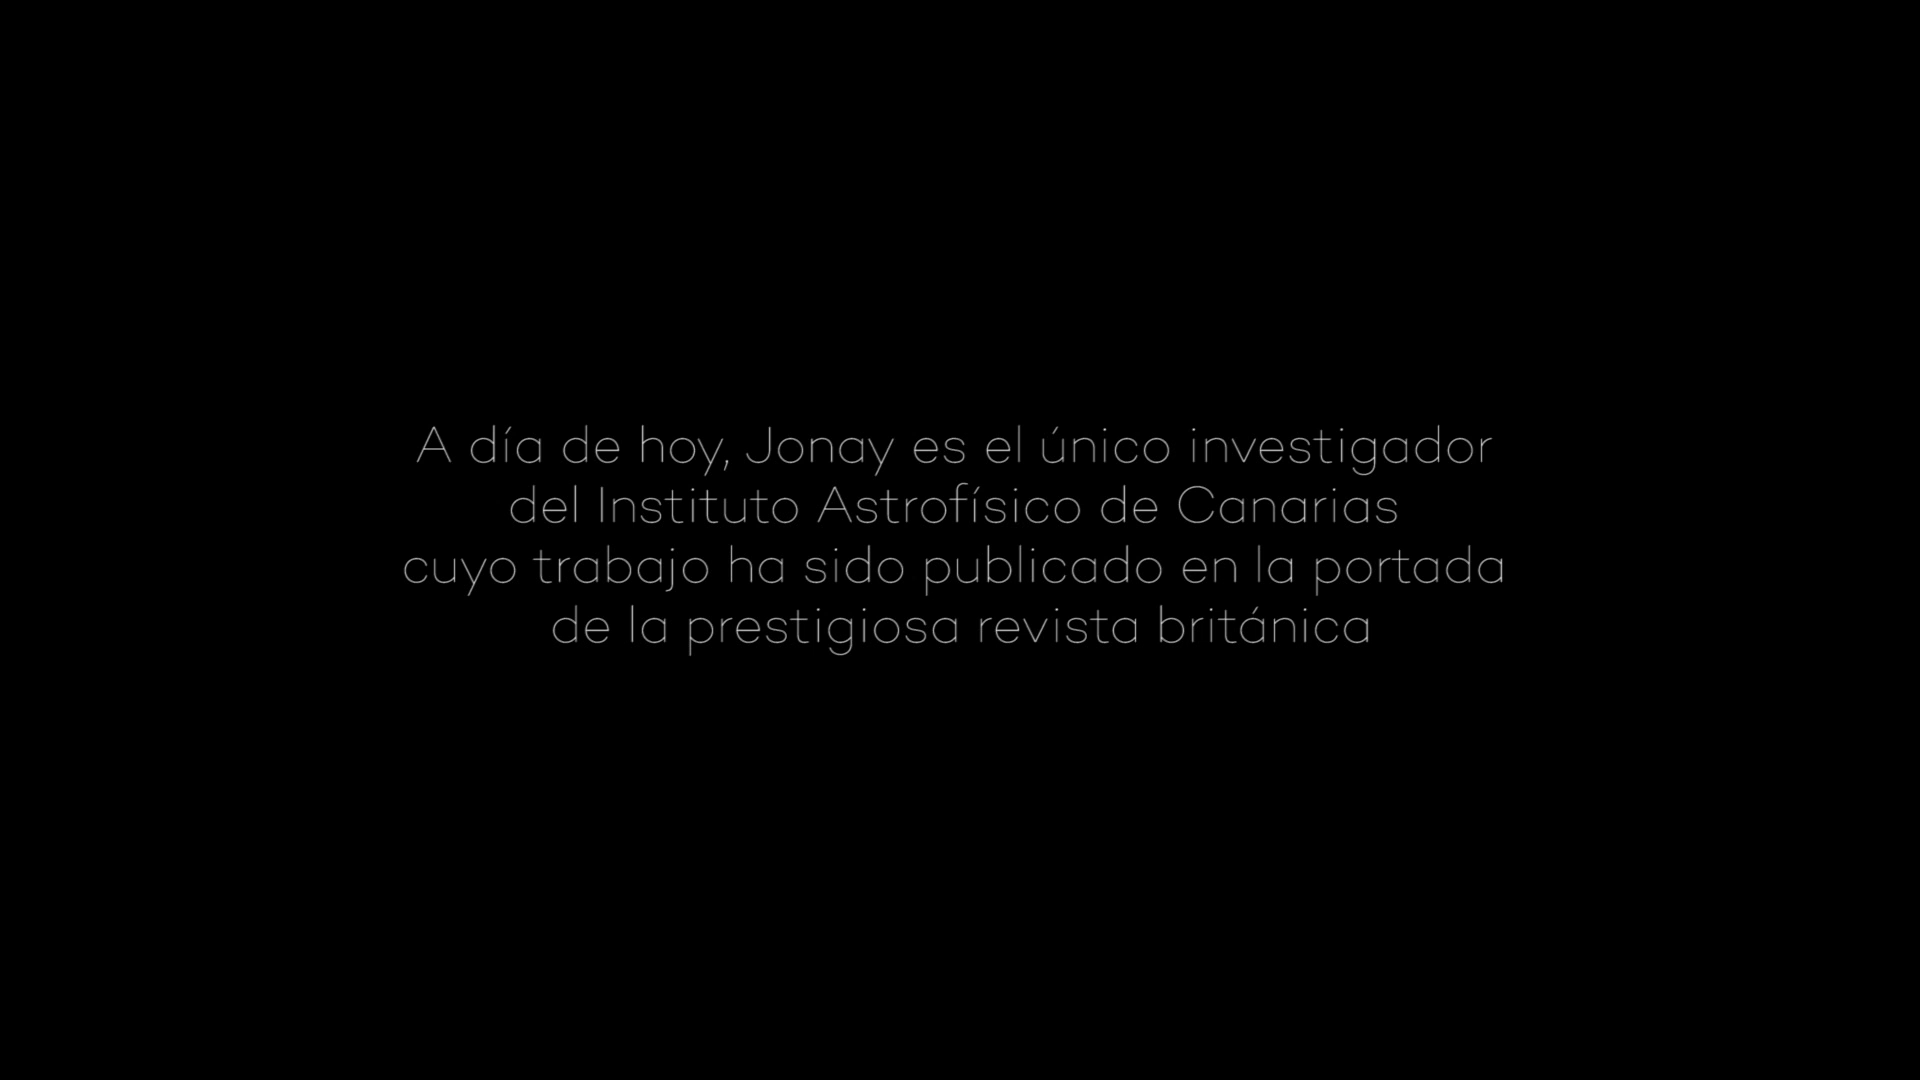 A día de hoy, Jonay es el único investigador
del Instituto Astrofísico de Canarias
cuyo trabajo ha sido publicado en la portada
de la prestigiosa revista británica